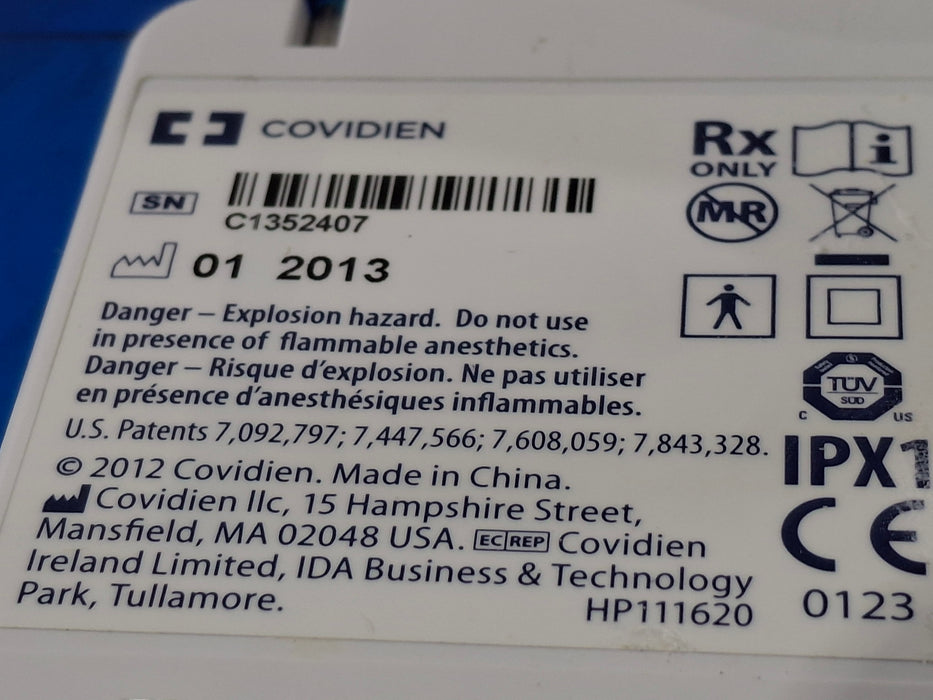 COVIDIEN
SN
C1352407
01 2013
Danger – Explosion hazard. Do not use
in presence of flammable anesthetics.
Danger – Risque d'explosion. Ne pas utiliser
en présence d'anesthésiques inflammables.
U.S. Patents 7,092,797; 7,447,566; 7,608,059; 7,843,328.
© 2012 Covidien. Made in China.
Covidien llc, 15 Hampshire Street,
Mansfield, MA 02048 USA. EC REP Covidien
Ireland Limited, IDA Business & Technology
Park, Tullamore.
HP111620
Rx
ONLY
i
MR
TÜV
SÜD
C US
IPX1
CE
0123